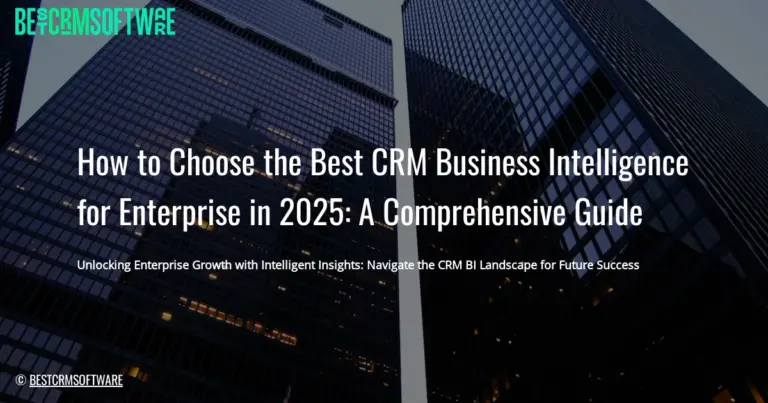 BESTCRMSOFTWARE
How to Choose the Best CRM Business Intelligence
for Enterprise in 2025: A Comprehensive Guide
Unlocking Enterprise Growth with Intelligent Insights: Navigate the CRM BI Landscape for Future Success
© BESTCRMSOFTWARE